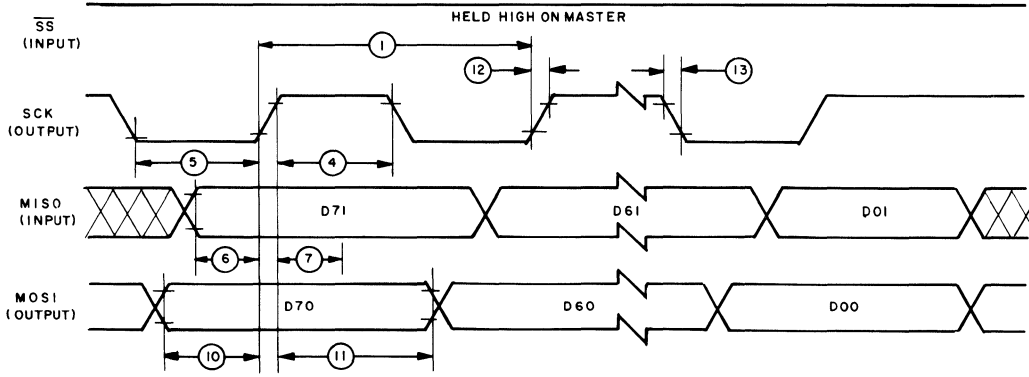 SS
(INPUT)
HELD HIGH ON MASTER
1
12
13
SCK
(OUTPUT)
5
4
MISO
(INPUT)
D71
D61
D01
6
7
MOSI
(OUTPUT)
D70
D60
D00
10
11